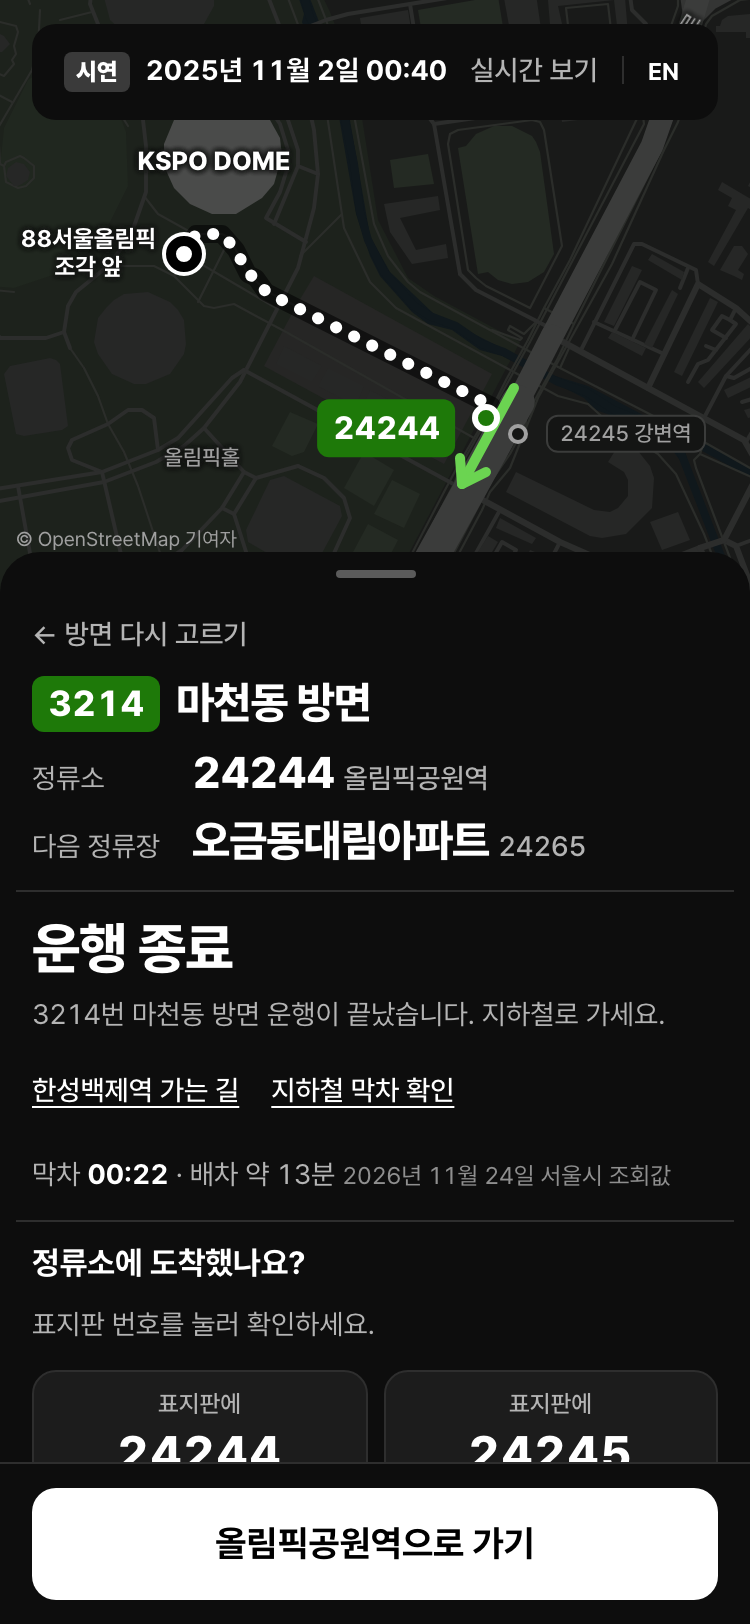 시연 2025년 11월 2일 00:40 실시간 보기 EN
KSPO DOME
88서울올림픽
조각 앞
24244
24245 강변역
올림픽홀
© OpenStreetMap 기여자
← 방면 다시 고르기
3214 마천동 방면
정류소 24244 올림픽공원역
다음 정류장 오금동대림아파트 24265
운행 종료
3214번 마천동 방면 운행이 끝났습니다. 지하철로 가세요.
한성백제역 가는 길 지하철 막차 확인
막차 00:22 · 배차 약 13분 2026년 11월 24일 서울시 조회값
정류소에 도착했나요?
표지판 번호를 눌러 확인하세요.
표지판에 표지판에
24244 24245
올림픽공원역으로 가기